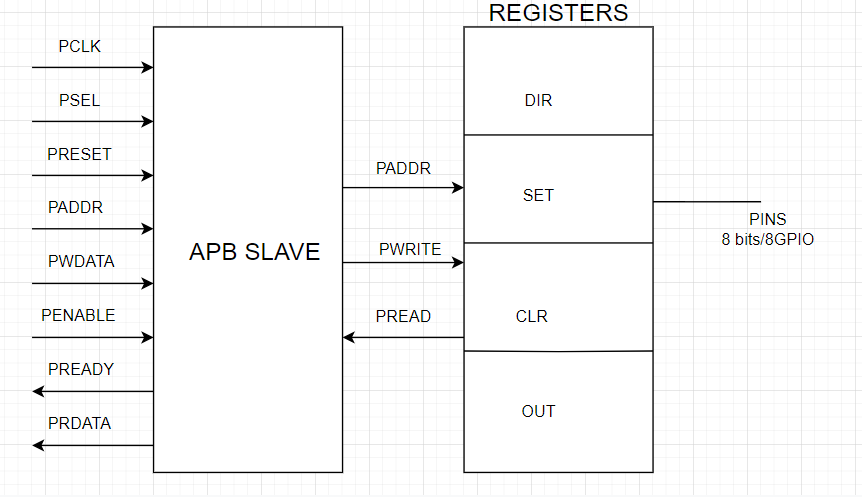 REGISTERS
PCLK
PSEL
PRESET
PADDR
PWDATA
PENABLE
PREADY
PRDATA
APB SLAVE
PADDR
PWRITE
PREAD
DIR
SET
CLR
OUT
PINS
8 bits/8GPIO